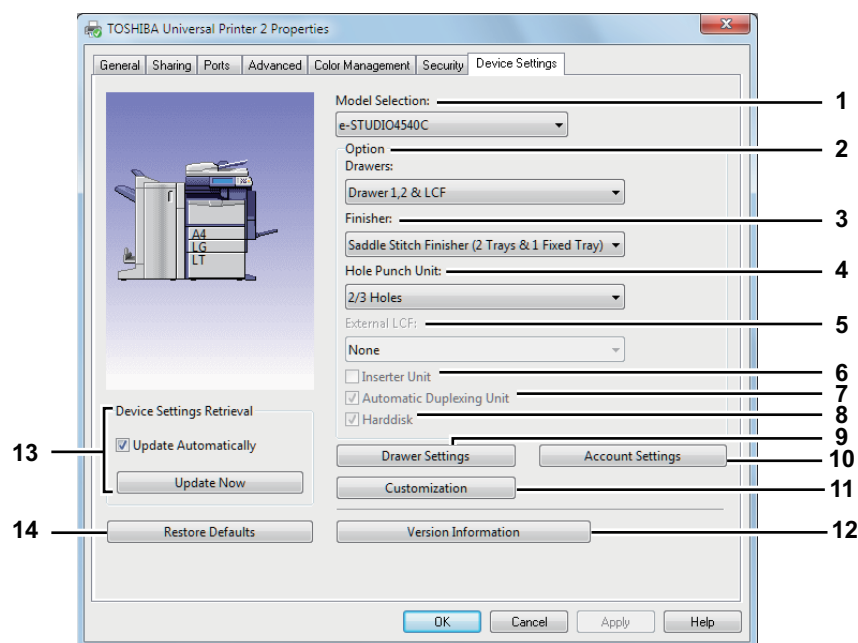 TOSHIBA Universal Printer 2 Properties
General Sharing Ports Advanced Color Management Security Device Settings
Model Selection: 1
e-STUDIO4540C
Option 2
Drawers:
Drawer 1,2 & LCF
Finisher: 3
Saddle Stitch Finisher (2 Trays & 1 Fixed Tray)
Hole Punch Unit: 4
2/3 Holes
External LCF: 5
None
Inserter Unit 6
Automatic Duplexing Unit 7
Harddisk 8
A4
LG
LT
Device Settings Retrieval
13 Update Automatically
Update Now
9
Drawer Settings Account Settings 10
Customization 11
14 Restore Defaults Version Information 12
OK Cancel Apply Help